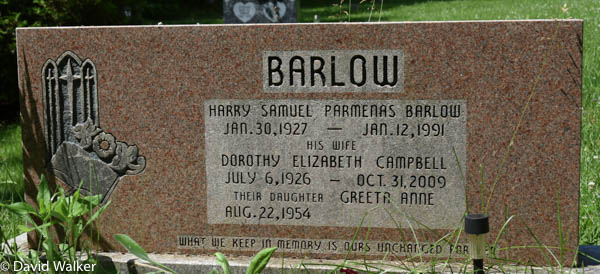 BARLOW
HARRY SAMUEL PARMENAS BARLOW
JAN. 30, 1927 — JAN. 12, 1991
HIS WIFE
DOROTHY ELIZABETH CAMPBELL
JULY 6, 1926 — OCT. 31, 2009
THEIR DAUGHTER GREETA ANNE
AUG. 22, 1954
WHAT WE KEEP IN MEMORY IS OURS UNCHANGED FOR
©David Walker